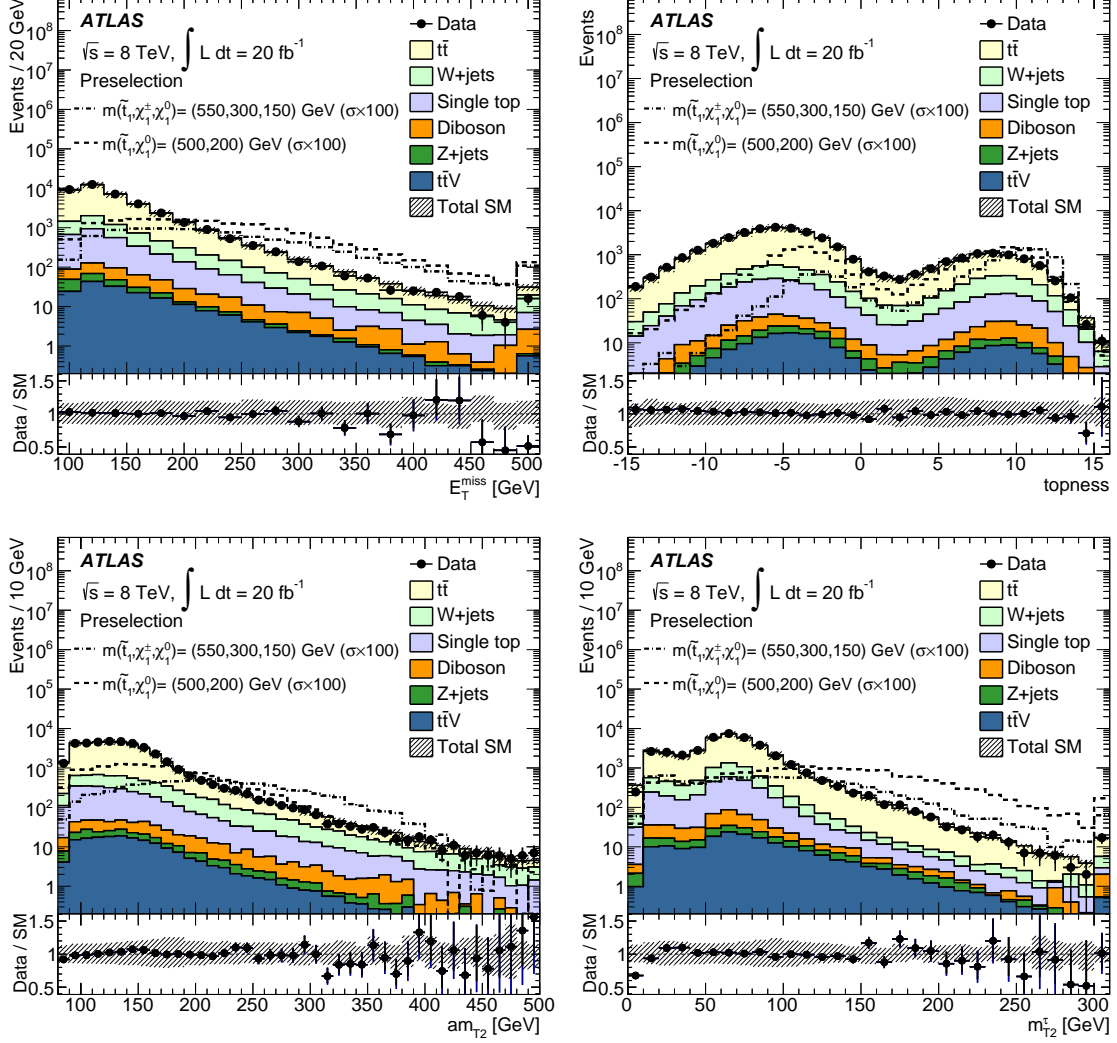 ATLAS
√s = 8 TeV, ∫ L dt = 20 fb⁻¹
Preselection
m(t̃₁,χ₁±,χ₁⁰)= (550,300,150) GeV (σ×100)
m(t̃₁,χ₁⁰)= (500,200) GeV (σ×100)
Data
tt̄
W+jets
Single top
Diboson
Z+jets
tt̄V
Total SM
Events / 20 GeV
10⁸
10⁷
10⁶
10⁵
10⁴
10³
10²
10
1
Data / SM
1.5
1
0.5
100 150 200 250 300 350 400 450 500
E_T^miss [GeV]
ATLAS
√s = 8 TeV, ∫ L dt = 20 fb⁻¹
Preselection
m(t̃₁,χ₁±,χ₁⁰)= (550,300,150) GeV (σ×100)
m(t̃₁,χ₁⁰)= (500,200) GeV (σ×100)
Data
tt̄
W+jets
Single top
Diboson
Z+jets
tt̄V
Total SM
Events
10⁸
10⁷
10⁶
10⁵
10⁴
10³
10²
10
Data / SM
1.5
1
0.5
-15 -10 -5 0 5 10 15
topness
ATLAS
√s = 8 TeV, ∫ L dt = 20 fb⁻¹
Preselection
m(t̃₁,χ₁±,χ₁⁰)= (550,300,150) GeV (σ×100)
m(t̃₁,χ₁⁰)= (500,200) GeV (σ×100)
Data
tt̄
W+jets
Single top
Diboson
Z+jets
tt̄V
Total SM
Events / 10 GeV
10⁸
10⁷
10⁶
10⁵
10⁴
10³
10²
10
1
Data / SM
1.5
1
0.5
100 150 200 250 300 350 400 450 500
am_T2 [GeV]
ATLAS
√s = 8 TeV, ∫ L dt = 20 fb⁻¹
Preselection
m(t̃₁,χ₁±,χ₁⁰)= (550,300,150) GeV (σ×100)
m(t̃₁,χ₁⁰)= (500,200) GeV (σ×100)
Data
tt̄
W+jets
Single top
Diboson
Z+jets
tt̄V
Total SM
Events / 10 GeV
10⁸
10⁷
10⁶
10⁵
10⁴
10³
10²
10
1
Data / SM
1.5
1
0.5
0 50 100 150 200 250 300
m_T2^τ [GeV]